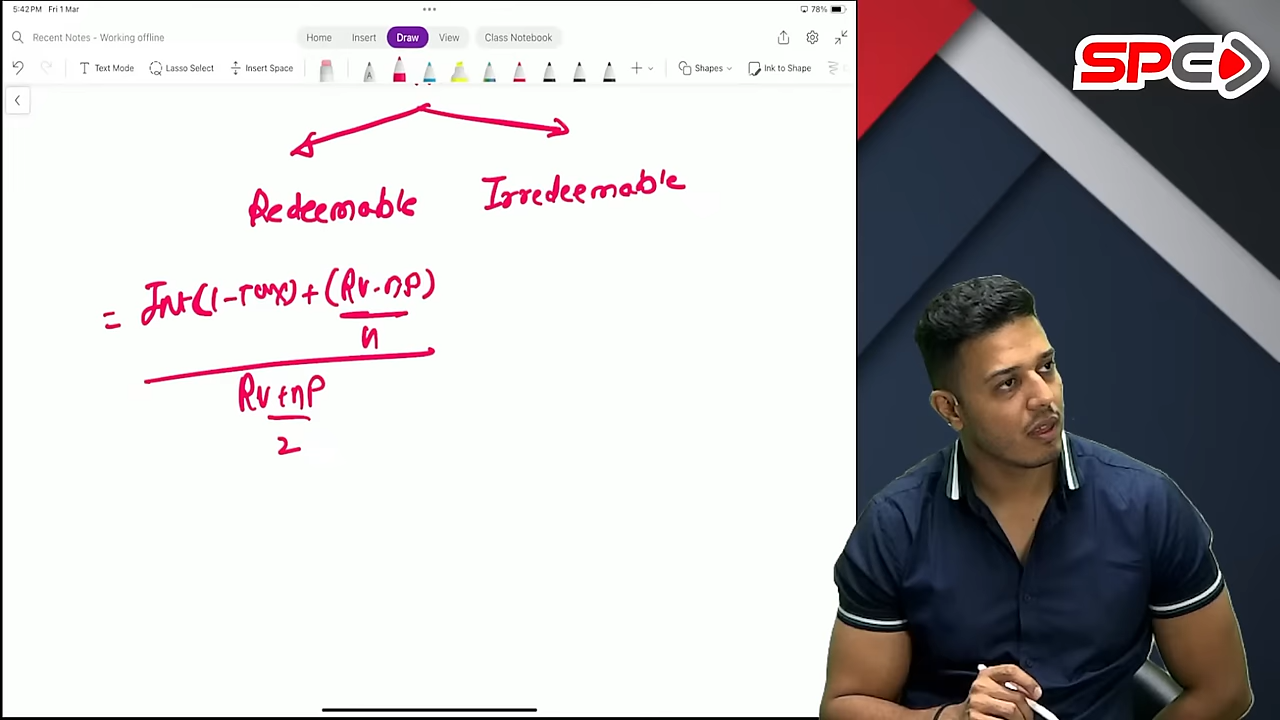 5:42 PM Fri 1 Mar
78%
Recent Notes - Working offline
Home Insert Draw View Class Notebook
Text Mode Lasso Select Insert Space Shapes Ink to Shape
SPC
Redeemable Irredeemable
= Int(1-Tax) + (Rv-np)
n
Rv+np
2